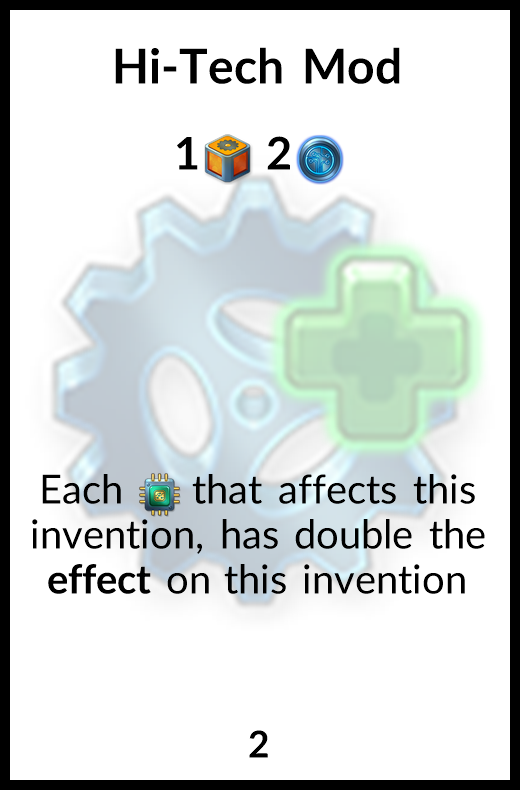 Hi-Tech Mod
1 2
Each that affects this
invention, has double the
effect on this invention
2